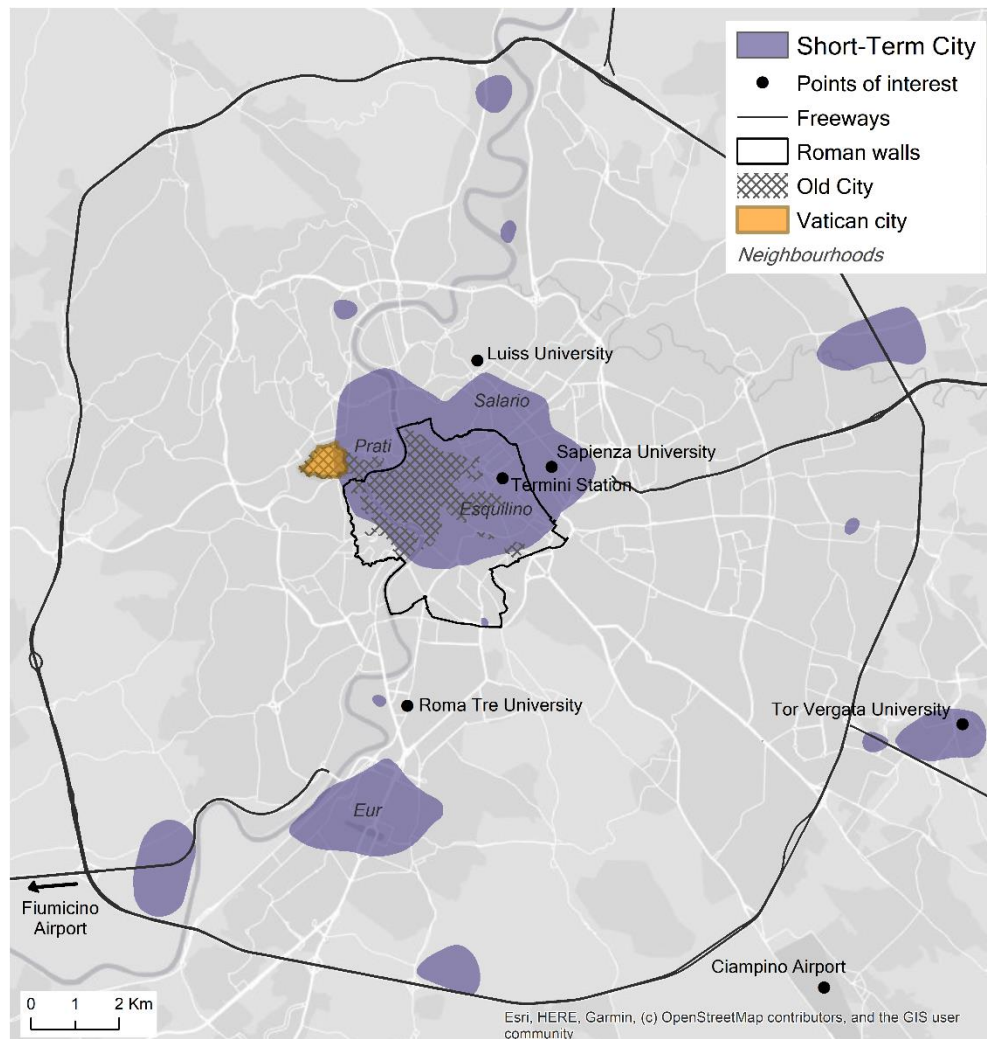 Short-Term City
Points of interest
Freeways
Roman walls
Old City
Vatican city
Neighbourhoods
Luiss University
Salario
Prati
Sapienza University
Termini Station
Esquilino
Roma Tre University
Tor Vergata University
Eur
Fiumicino
Airport
Ciampino Airport
0 1 2 Km
Esri, HERE, Garmin, (c) OpenStreetMap contributors, and the GIS user
community